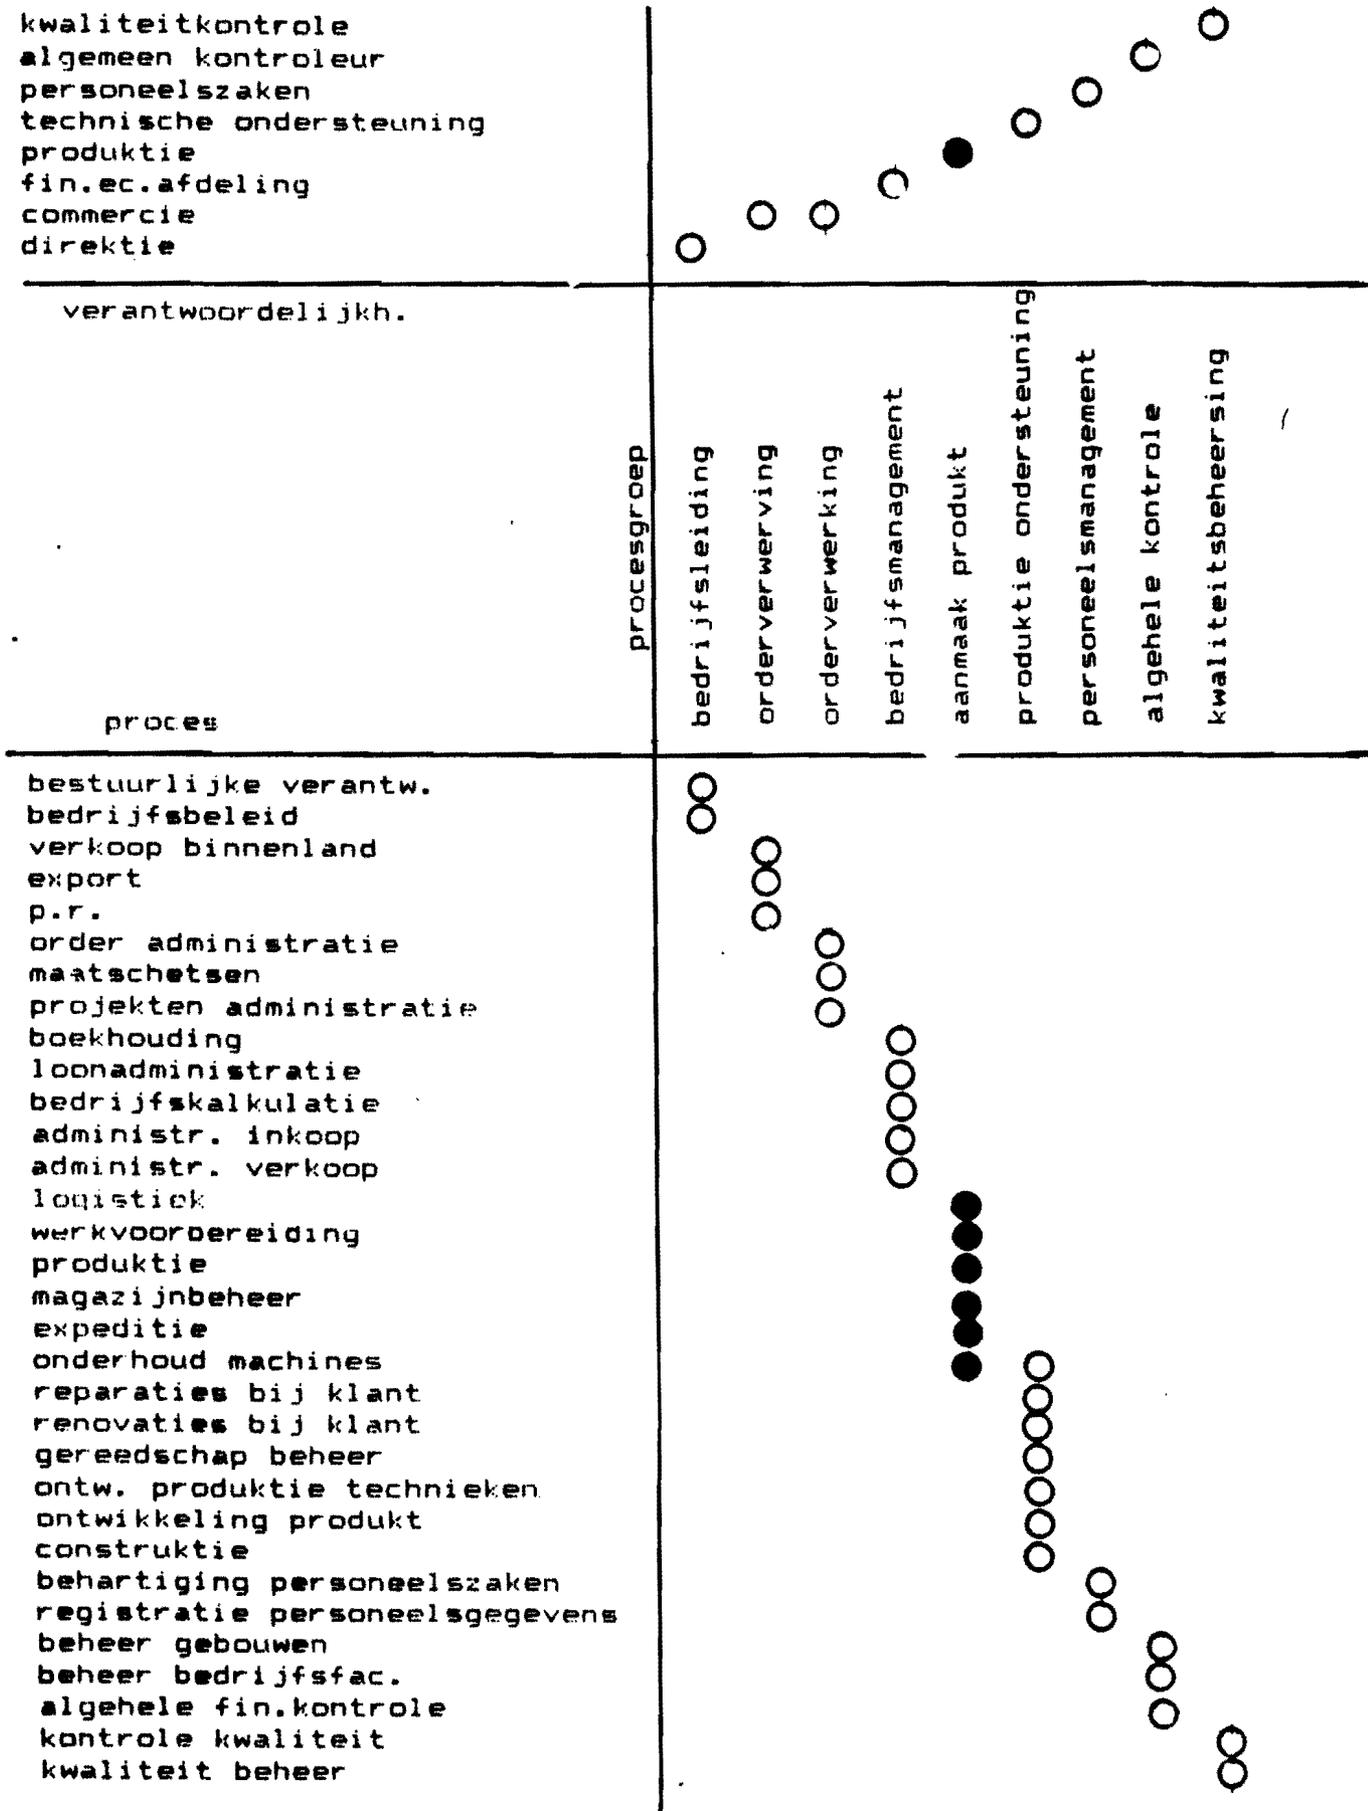 kwaliteitkontrole
algemeen kontroleur
personeelszaken
technische ondersteuning
produktie
fin.ec.afdeling
commercie
direktie
verantwoordelijkh.
procesgroep
bedrijfsleiding
orderverwerving
orderverwerking
bedrijfsmanagement
aanmaak produkt
produktie ondersteuning
personeelsmanagement
algehele kontrole
kwaliteitsbeheersing
proces
bestuurlijke verantw.
bedrijfsbeleid
verkoop binnenland
export
p.r.
order administratie
maatschetsen
projekten administratie
boekhouding
loonadministratie
bedrijfskalkulatie
administr. inkoop
administr. verkoop
logistiek
werkvoorbereiding
produktie
magazijnbeheer
expeditie
onderhoud machines
reparaties bij klant
renovaties bij klant
gereedschap beheer
ontw. produktie technieken
ontwikkeling produkt
construktie
behartiging personeelszaken
registratie personeelsgegevens
beheer gebouwen
beheer bedrijfsfac.
algehele fin.kontrole
kontrole kwaliteit
kwaliteit beheer